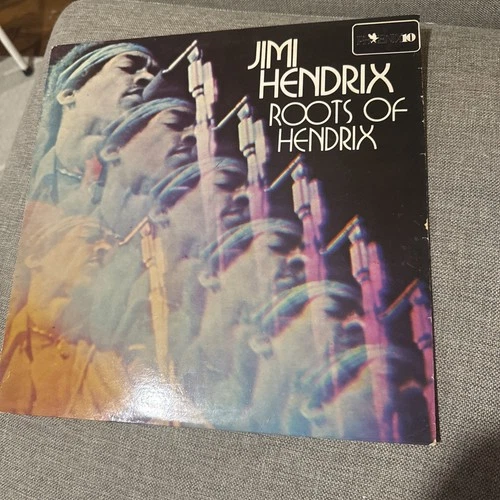 JIMI
HENDRIX
ROOTS OF
HENDRIX
10